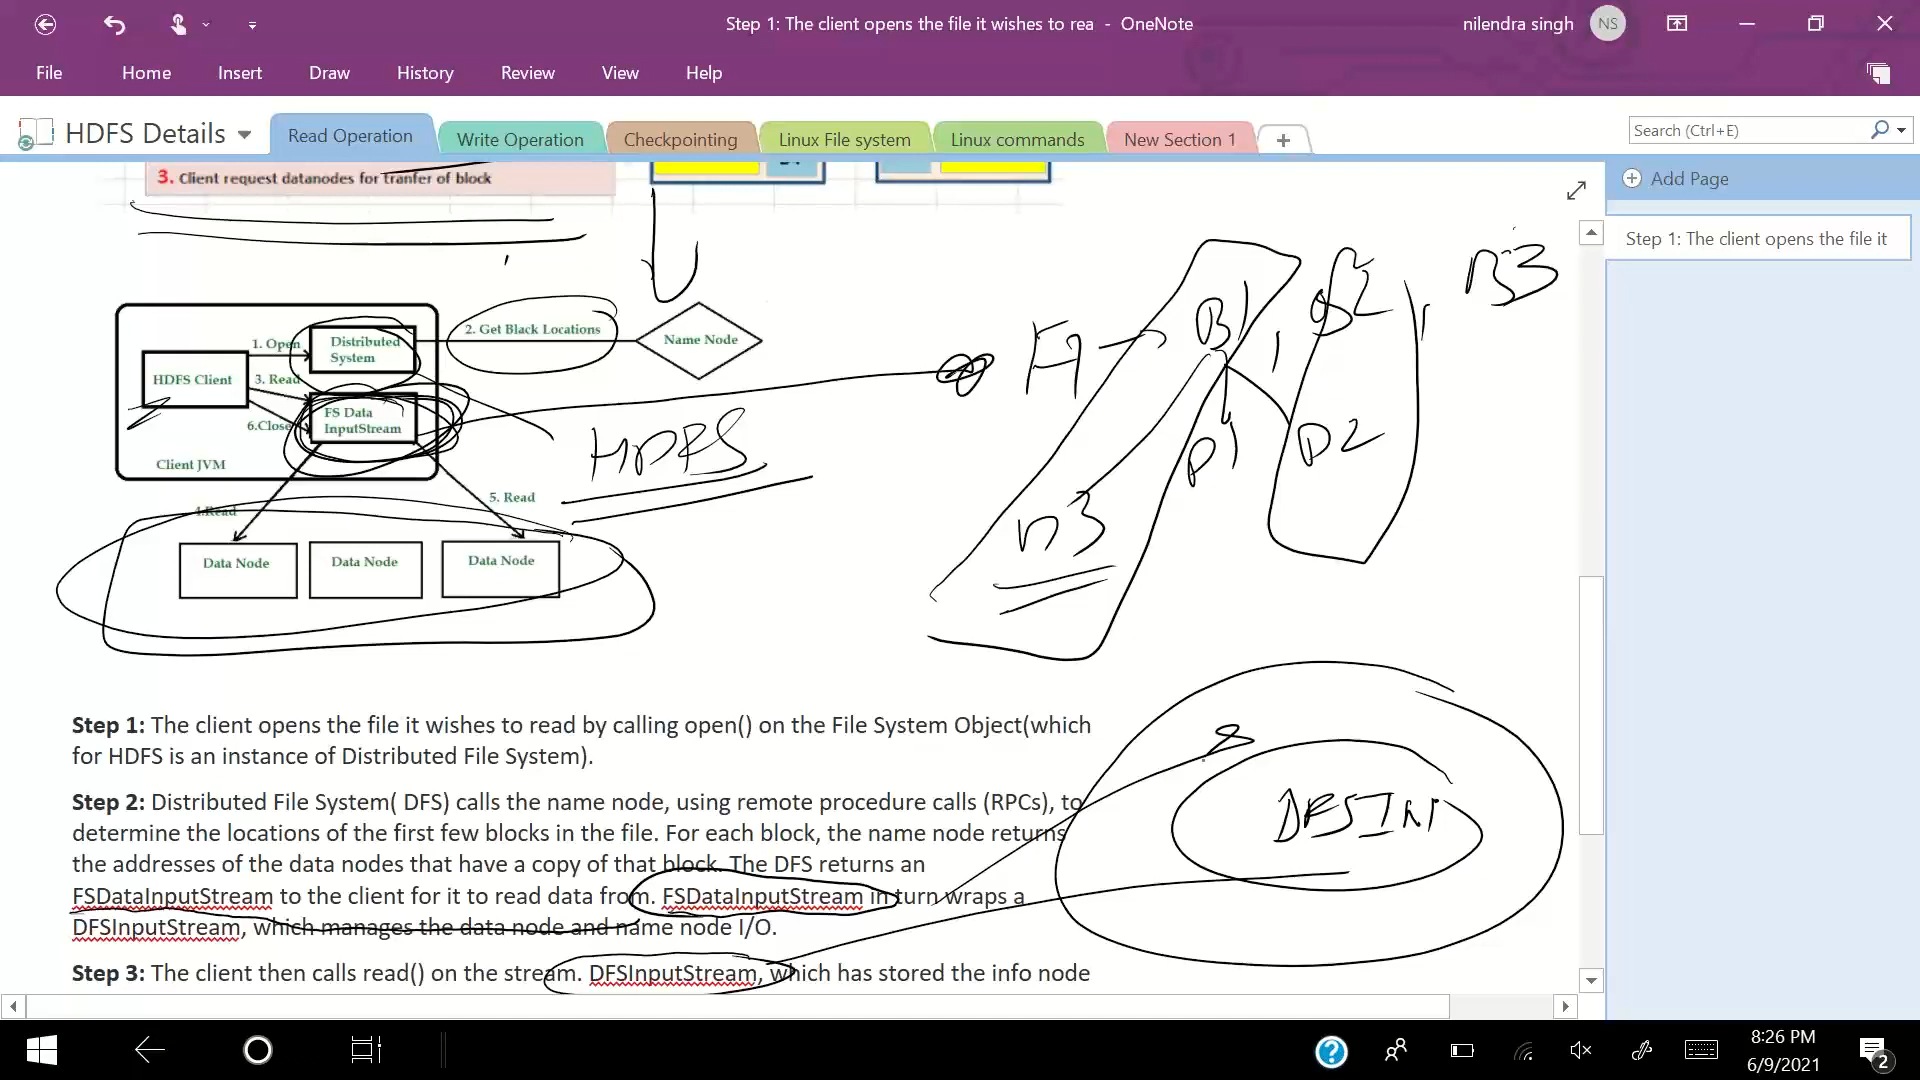 Step 1: The client opens the file it wishes to rea - OneNote
nilendra singh NS
File Home Insert Draw History Review View Help
HDFS Details Read Operation Write Operation Checkpointing Linux File system Linux commands New Section 1 +
Search (Ctrl+E)
Add Page
Step 1: The client opens the file it
3. Client request datanodes for tranfer of block
HDFS Client
1. Open
3. Read
6.Close
Distributed
System
FS Data
InputStream
Client JVM
2. Get Black Locations
Name Node
4.Read
5. Read
Data Node Data Node Data Node
HDFS
F1
B1 , B2 , B3
D1 D2
D3
DFSINP
Step 1: The client opens the file it wishes to read by calling open() on the File System Object(which
for HDFS is an instance of Distributed File System).
Step 2: Distributed File System( DFS) calls the name node, using remote procedure calls (RPCs), to
determine the locations of the first few blocks in the file. For each block, the name node returns
the addresses of the data nodes that have a copy of that block. The DFS returns an
FSDataInputStream to the client for it to read data from. FSDataInputStream in turn wraps a
DFSInputStream, which manages the data node and name node I/O.
Step 3: The client then calls read() on the stream. DFSInputStream, which has stored the info node
8:26 PM
6/9/2021
2